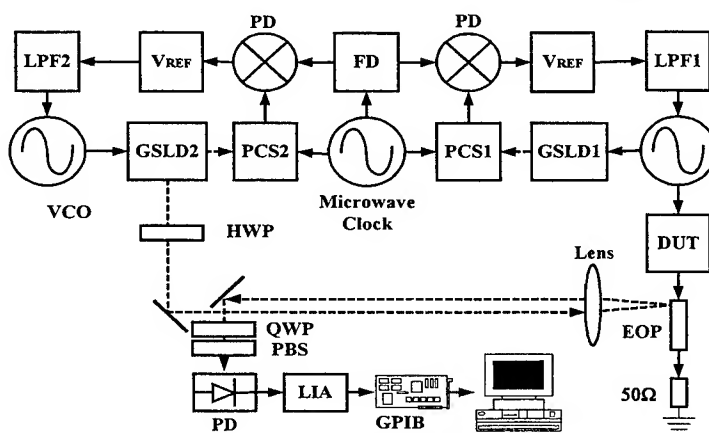 PD
PD
LPF2
VREF
FD
VREF
LPF1
GSLD2
PCS2
PCS1
GSLD1
VCO
Microwave
Clock
HWP
DUT
Lens
EOP
QWP
PBS
LIA
PD
GPIB
50Ω